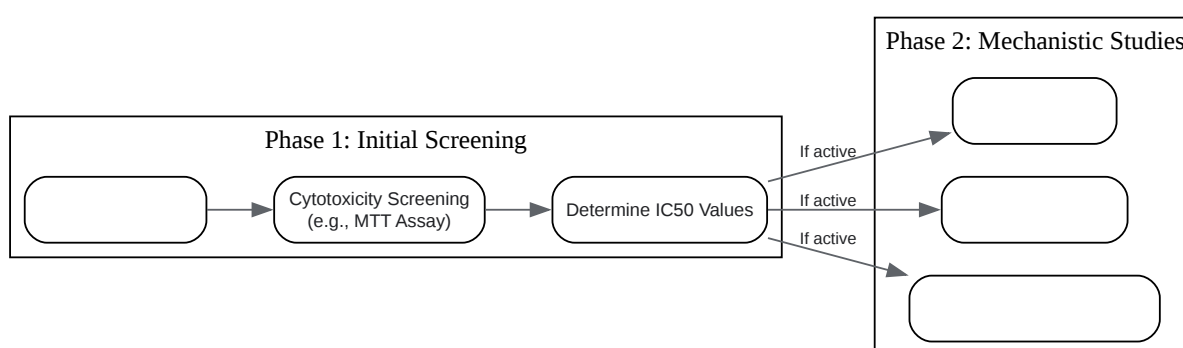 Phase 2: Mechanistic Studies
Phase 1: Initial Screening
Cytotoxicity Screening
(e.g., MTT Assay)
Determine IC50 Values
If active
If active
If active